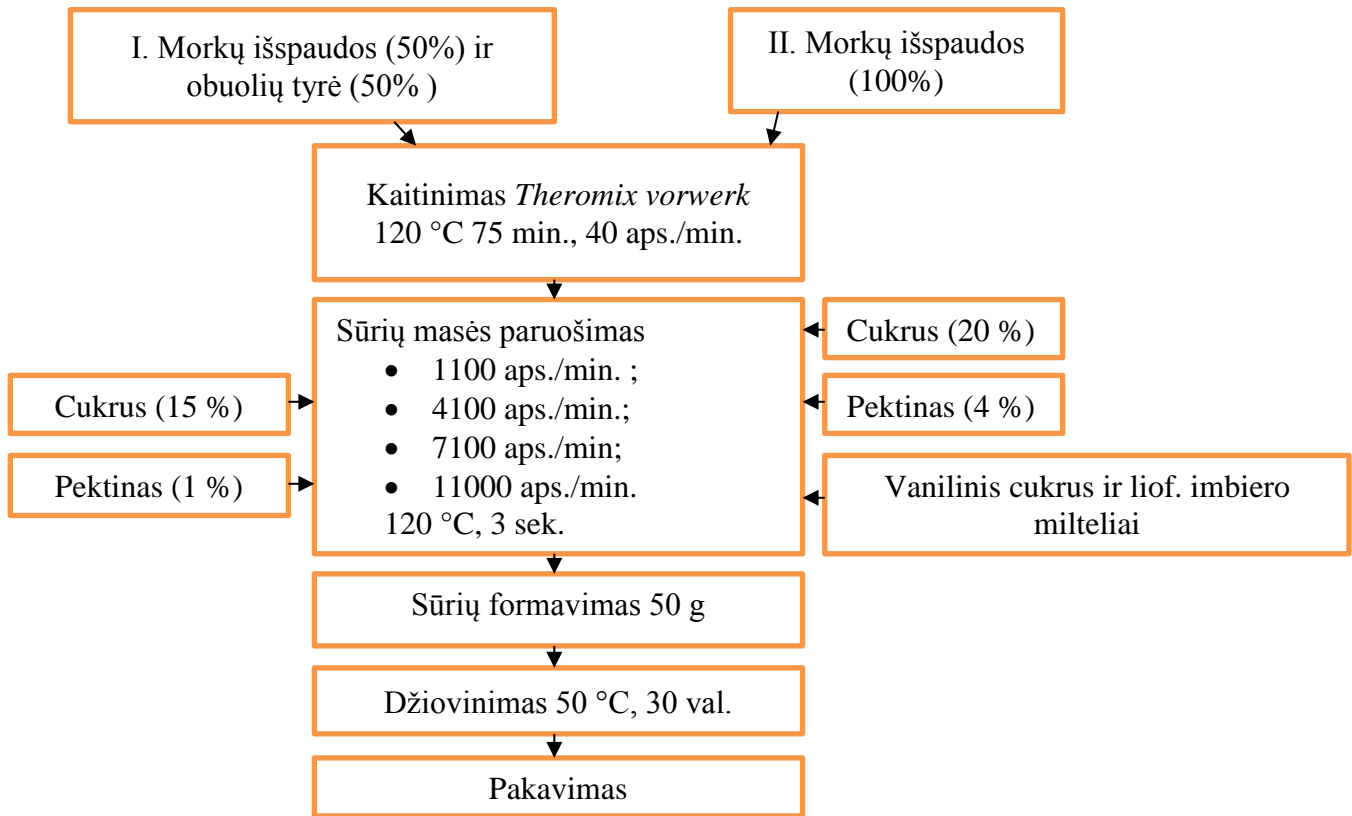 I. Morkų išspaudos (50%) ir
obuolių tyrė (50% )
II. Morkų išspaudos
(100%)
Kaitinimas Theromix vorwerk
120 °C 75 min., 40 aps./min.
Sūrių masės paruošimas
• 1100 aps./min. ;
• 4100 aps./min.;
• 7100 aps./min;
• 11000 aps./min.
120 °C, 3 sek.
Cukrus (15 %)
Pektinas (1 %)
Cukrus (20 %)
Pektinas (4 %)
Vanilinis cukrus ir liof. imbiero
milteliai
Sūrių formavimas 50 g
Džiovinimas 50 °C, 30 val.
Pakavimas